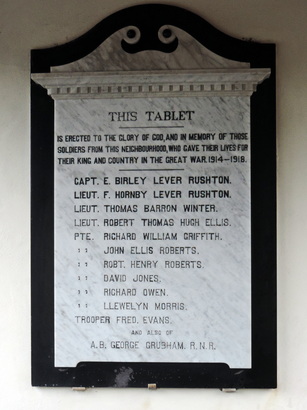 THIS TABLET
IS ERECTED TO THE GLORY OF GOD, AND IN MEMORY OF THOSE
SOLDIERS FROM THIS NEIGHBOURHOOD, WHO GAVE THEIR LIVES FOR
THEIR KING AND COUNTRY IN THE GREAT WAR. 1914-1918.
CAPT. E. BIRLEY LEVER RUSHTON.
LIEUT. F. HORNBY LEVER RUSHTON.
LIEUT. THOMAS BARRON WINTER.
LIEUT. ROBERT THOMAS HUGH ELLIS.
PTE. RICHARD WILLIAM GRIFFITH.
" JOHN ELLIS ROBERTS.
" ROBT. HENRY ROBERTS.
" DAVID JONES.
" RICHARD OWEN.
" LLEWELYN MORRIS.
TROOPER FRED. EVANS.
AND ALSO OF
A.B. GEORGE GRUSHAM. R.N.R.